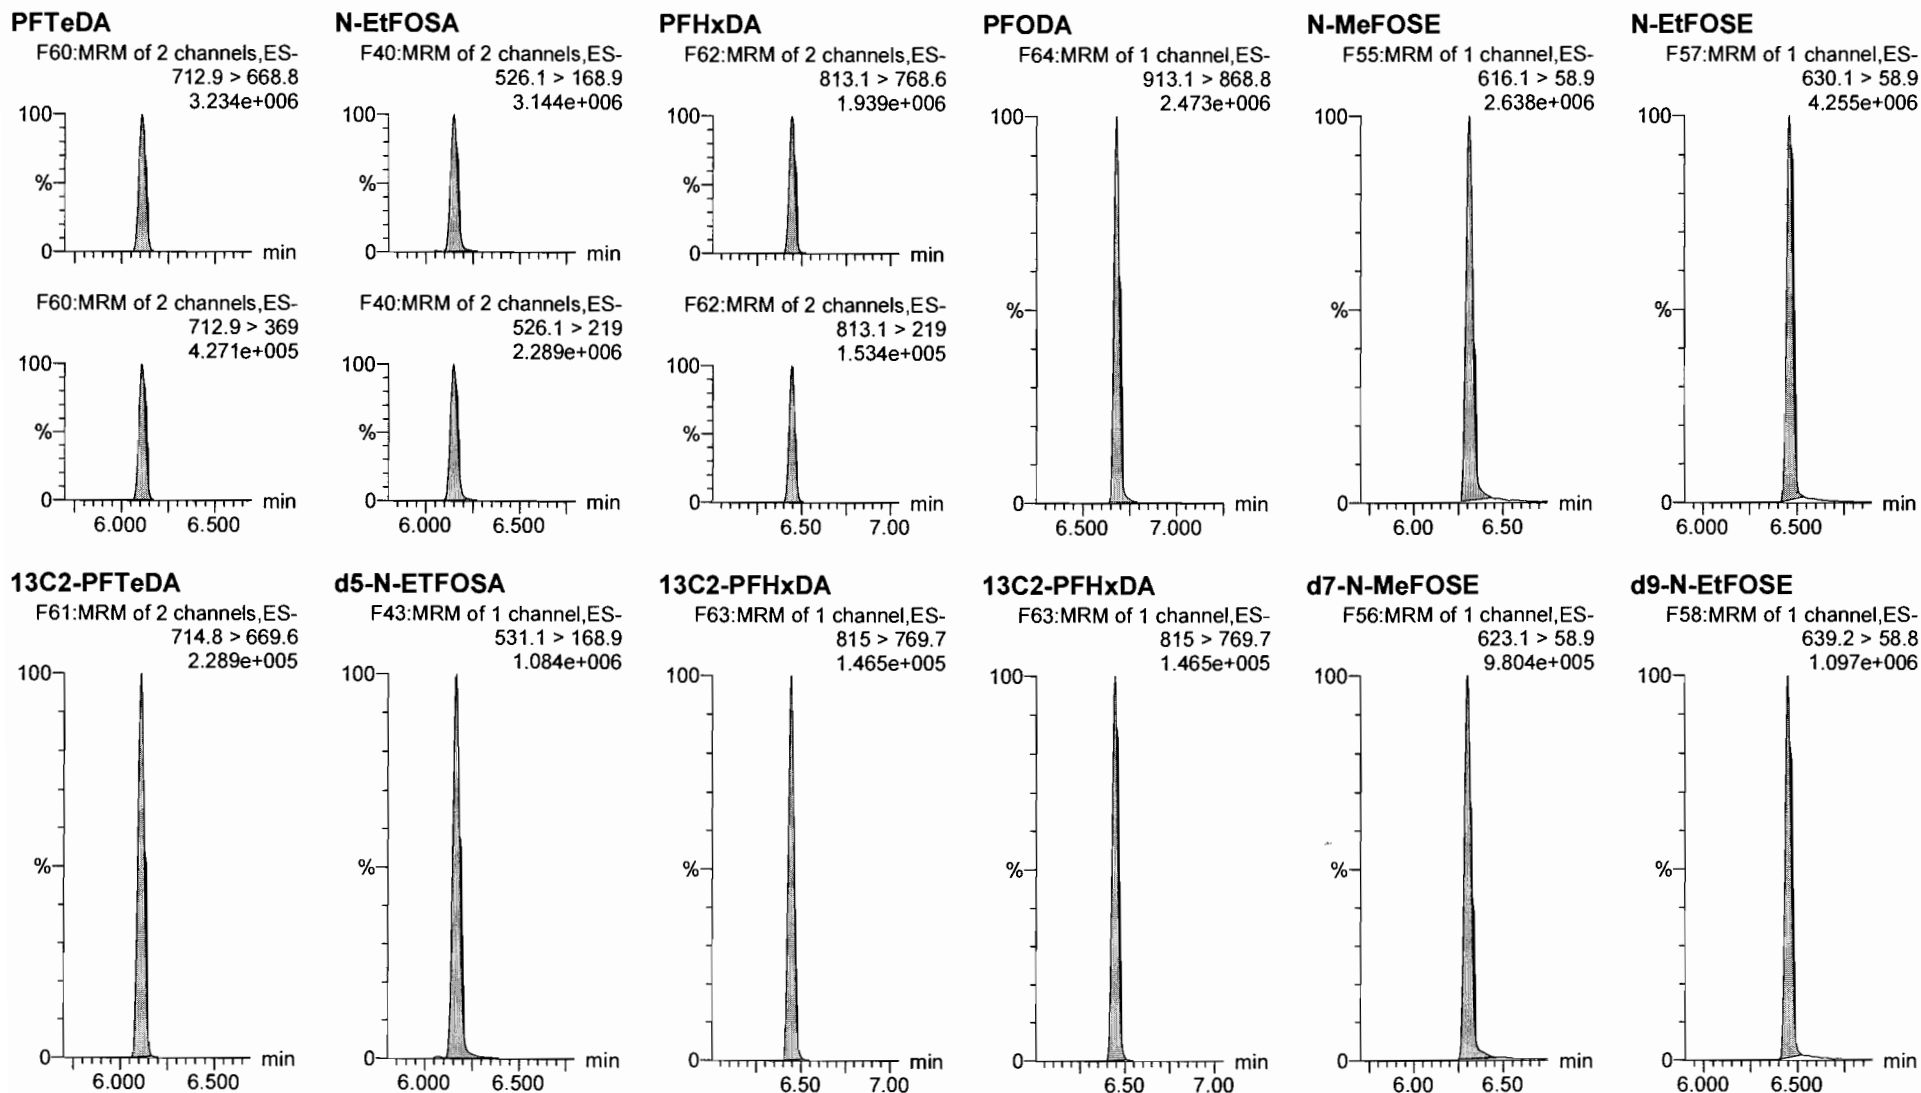 PFTeDA
F60:MRM of 2 channels,ES-
712.9 > 668.8
3.234e+006
100
%
0
min
F60:MRM of 2 channels,ES-
712.9 > 369
4.271e+005
100
%
0
min
6.000 6.500
N-EtFOSA
F40:MRM of 2 channels,ES-
526.1 > 168.9
3.144e+006
100
%
0
min
F40:MRM of 2 channels,ES-
526.1 > 219
2.289e+006
100
%
0
min
6.000 6.500
PFHxDA
F62:MRM of 2 channels,ES-
813.1 > 768.6
1.939e+006
100
%
0
min
F62:MRM of 2 channels,ES-
813.1 > 219
1.534e+005
100
%
0
min
6.50 7.00
PFODA
F64:MRM of 1 channel,ES-
913.1 > 868.8
2.473e+006
100
%
0
min
6.500 7.000
N-MeFOSE
F55:MRM of 1 channel,ES-
616.1 > 58.9
2.638e+006
100
%
0
min
6.00 6.50
N-EtFOSE
F57:MRM of 1 channel,ES-
630.1 > 58.9
4.255e+006
100
%
0
min
6.000 6.500
13C2-PFTeDA
F61:MRM of 2 channels,ES-
714.8 > 669.6
2.289e+005
100
%
0
min
6.000 6.500
d5-N-ETFOSA
F43:MRM of 1 channel,ES-
531.1 > 168.9
1.084e+006
100
%
0
min
6.000 6.500
13C2-PFHxDA
F63:MRM of 1 channel,ES-
815 > 769.7
1.465e+005
100
%
0
min
6.50 7.00
13C2-PFHxDA
F63:MRM of 1 channel,ES-
815 > 769.7
1.465e+005
100
%
0
min
6.50 7.00
d7-N-MeFOSE
F56:MRM of 1 channel,ES-
623.1 > 58.9
9.804e+005
100
%
0
min
6.00 6.50
d9-N-EtFOSE
F58:MRM of 1 channel,ES-
639.2 > 58.8
1.097e+006
100
%
0
min
6.000 6.500